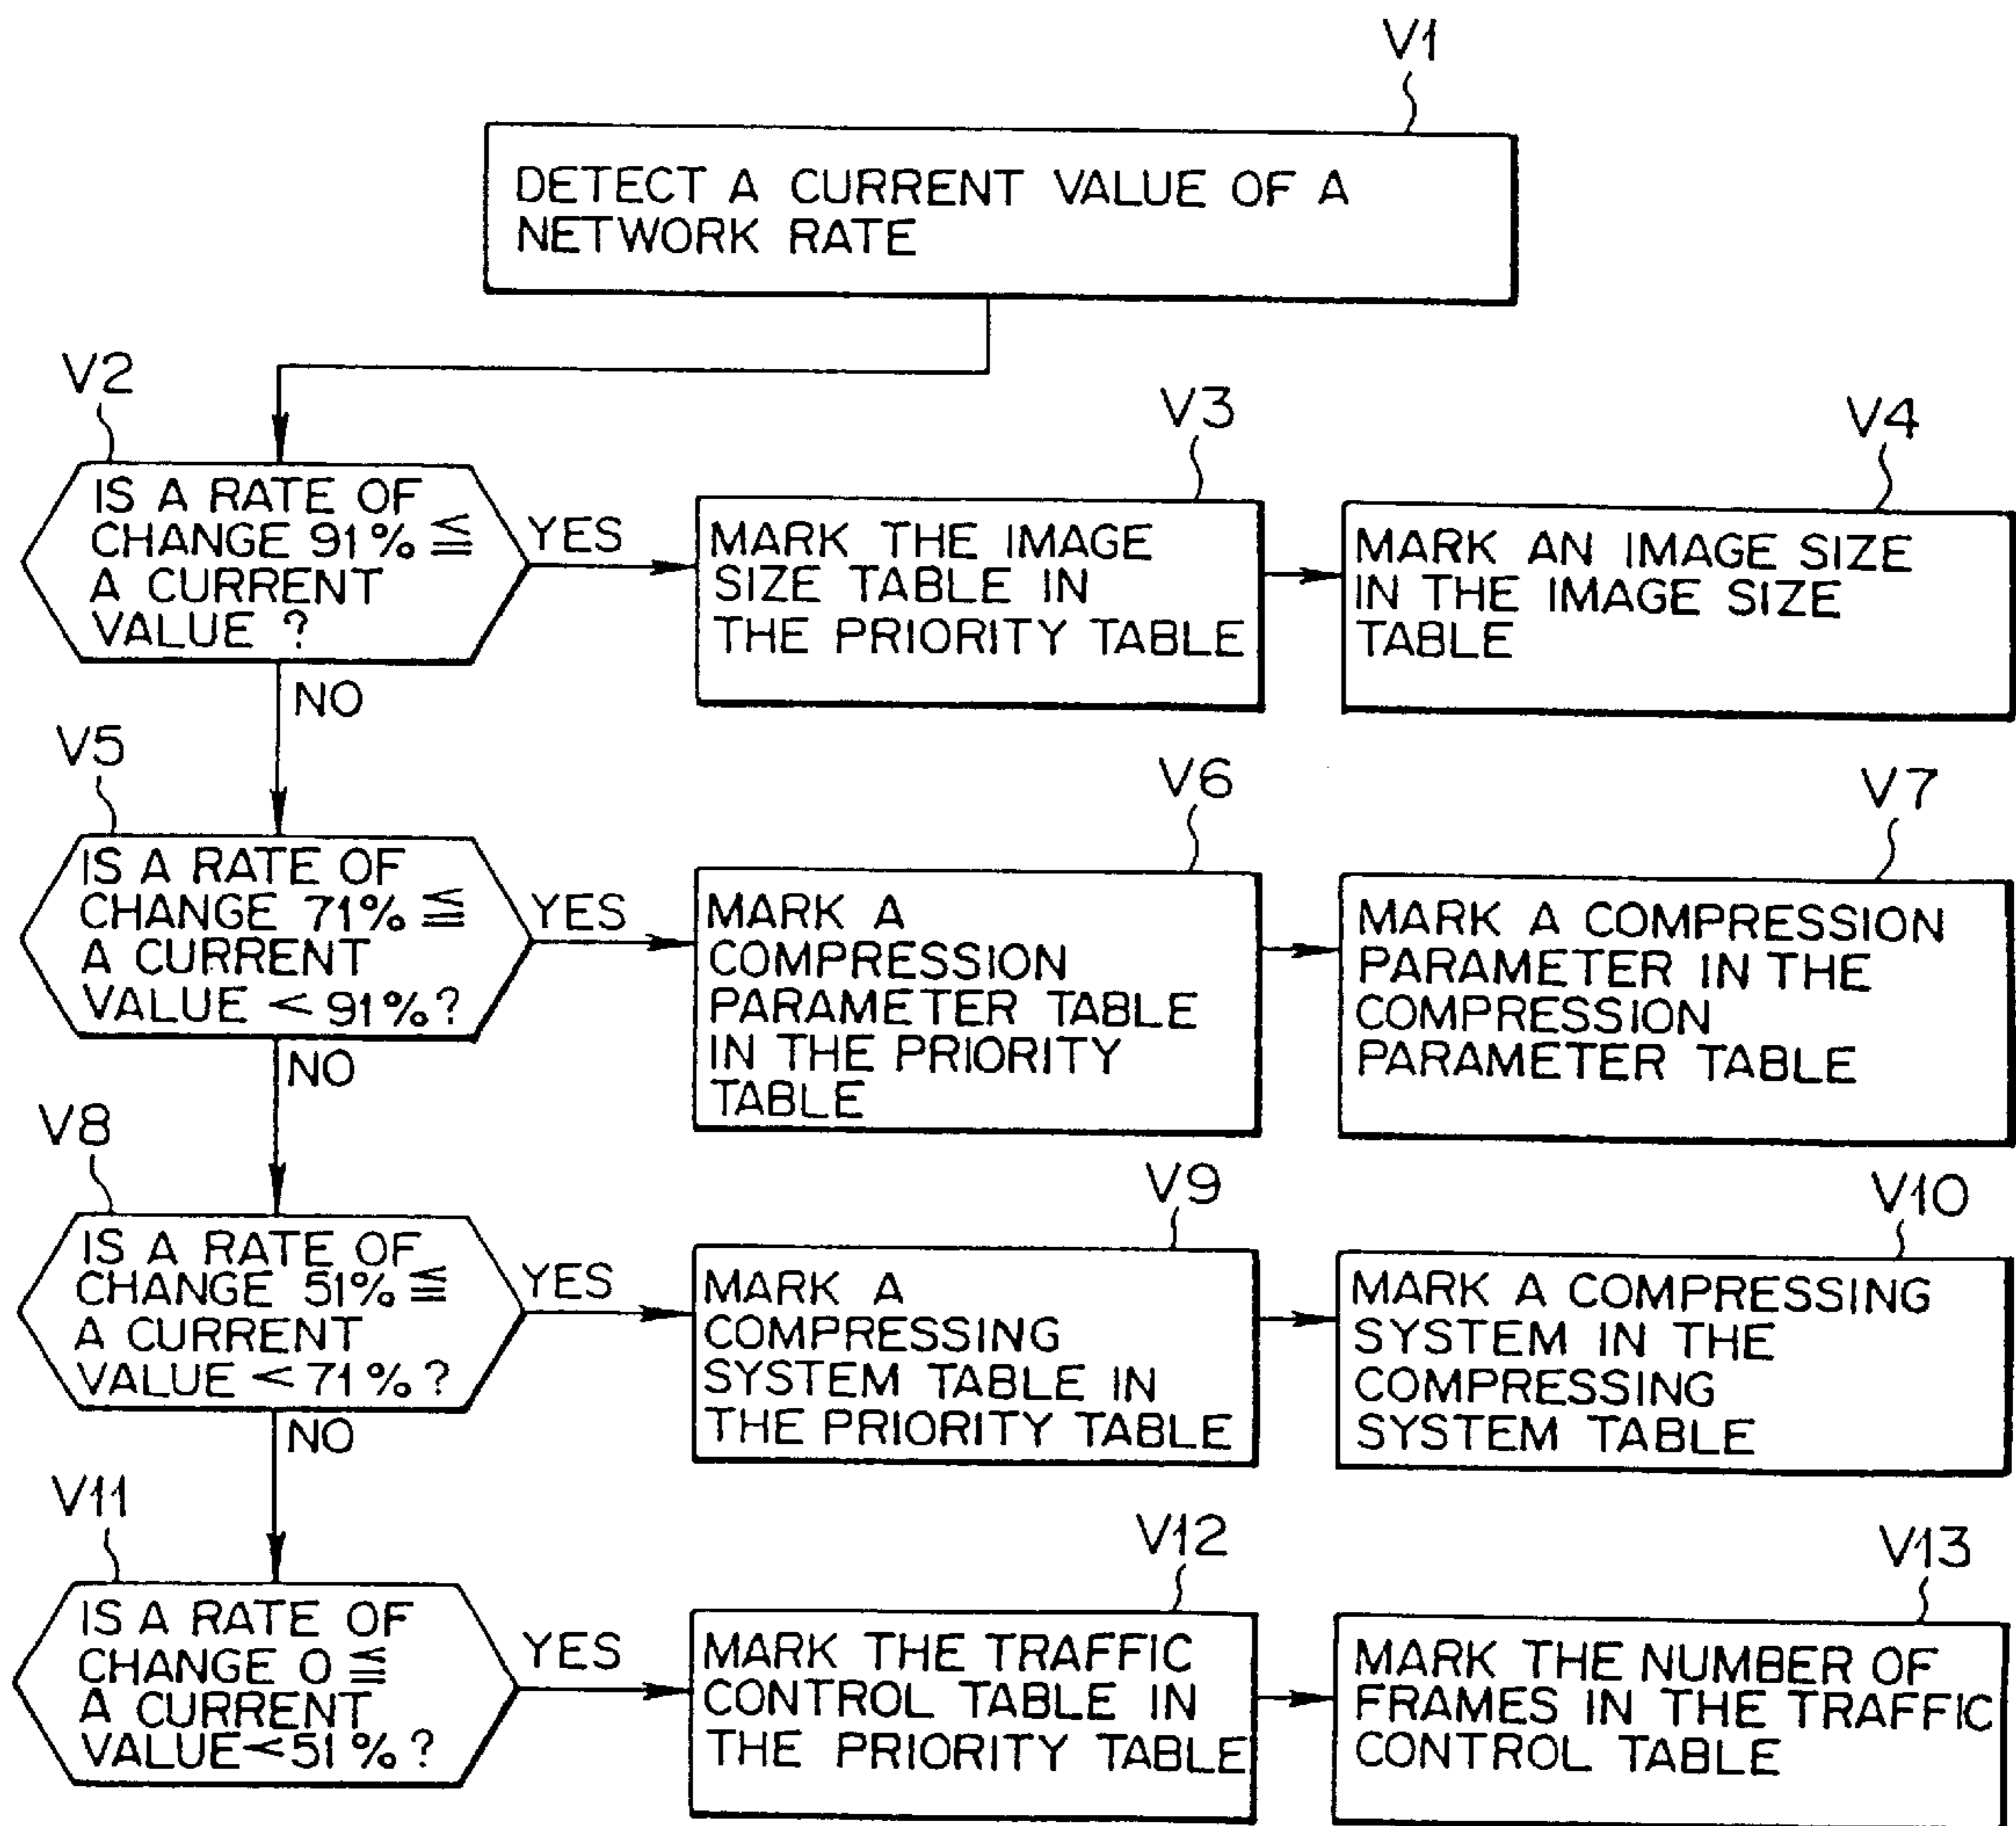 V1
DETECT A CURRENT VALUE OF A
NETWORK RATE
V2
IS A RATE OF
CHANGE 91% ≦
A CURRENT
VALUE ?
YES
NO
V3
MARK THE IMAGE
SIZE TABLE IN
THE PRIORITY TABLE
V4
MARK AN IMAGE SIZE
IN THE IMAGE SIZE
TABLE
V5
IS A RATE OF
CHANGE 71% ≦
A CURRENT
VALUE < 91%?
YES
NO
V6
MARK A
COMPRESSION
PARAMETER TABLE
IN THE PRIORITY
TABLE
V7
MARK A COMPRESSION
PARAMETER IN THE
COMPRESSION
PARAMETER TABLE
V8
IS A RATE OF
CHANGE 51% ≦
A CURRENT
VALUE < 71%?
YES
NO
V9
MARK A
COMPRESSING
SYSTEM TABLE IN
THE PRIORITY TABLE
V10
MARK A COMPRESSING
SYSTEM IN THE
COMPRESSING
SYSTEM TABLE
V11
IS A RATE OF
CHANGE 0 ≦
A CURRENT
VALUE < 51%?
YES
V12
MARK THE TRAFFIC
CONTROL TABLE IN
THE PRIORITY TABLE
V13
MARK THE NUMBER OF
FRAMES IN THE TRAFFIC
CONTROL TABLE